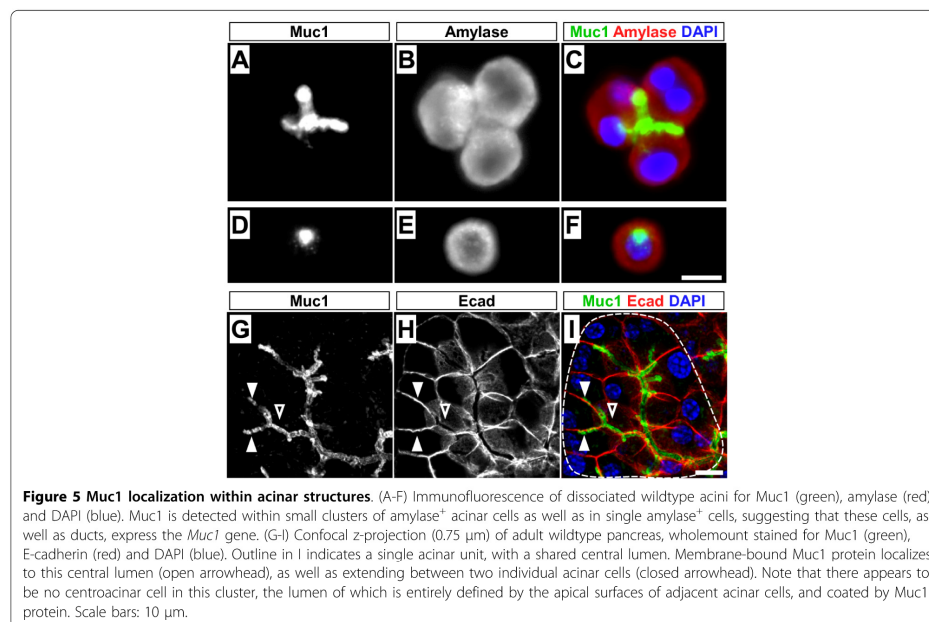 Muc1 Amylase Muc1 Amylase DAPI
A B C
D E F
Muc1 Ecad Muc1 Ecad DAPI
G H I
Figure 5 Muc1 localization within acinar structures. (A-F) Immunofluorescence of dissociated wildtype acini for Muc1 (green), amylase (red)
and DAPI (blue). Muc1 is detected within small clusters of amylase⁺ acinar cells as well as in single amylase⁺ cells, suggesting that these cells, as
well as ducts, express the Muc1 gene. (G-I) Confocal z-projection (0.75 μm) of adult wildtype pancreas, wholemount stained for Muc1 (green),
E-cadherin (red) and DAPI (blue). Outline in I indicates a single acinar unit, with a shared central lumen. Membrane-bound Muc1 protein localizes
to this central lumen (open arrowhead), as well as extending between two individual acinar cells (closed arrowhead). Note that there appears to
be no centroacinar cell in this cluster, the lumen of which is entirely defined by the apical surfaces of adjacent acinar cells, and coated by Muc1
protein. Scale bars: 10 μm.